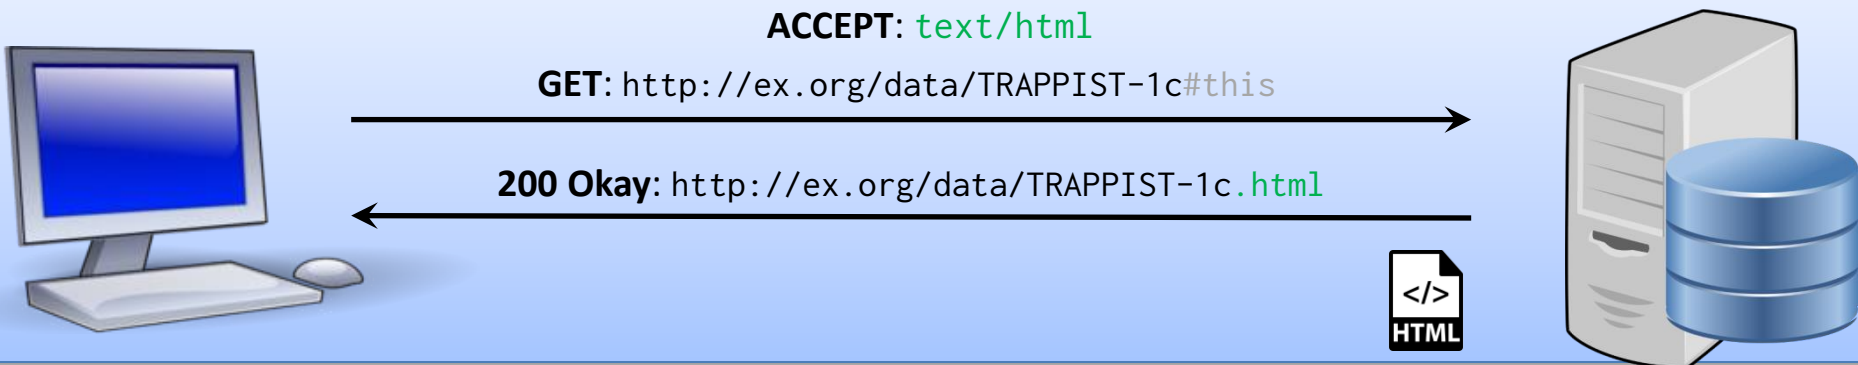 ACCEPT: text/html
GET: http://ex.org/data/TRAPPIST-1c#this
200 Okay: http://ex.org/data/TRAPPIST-1c.html
</>
HTML